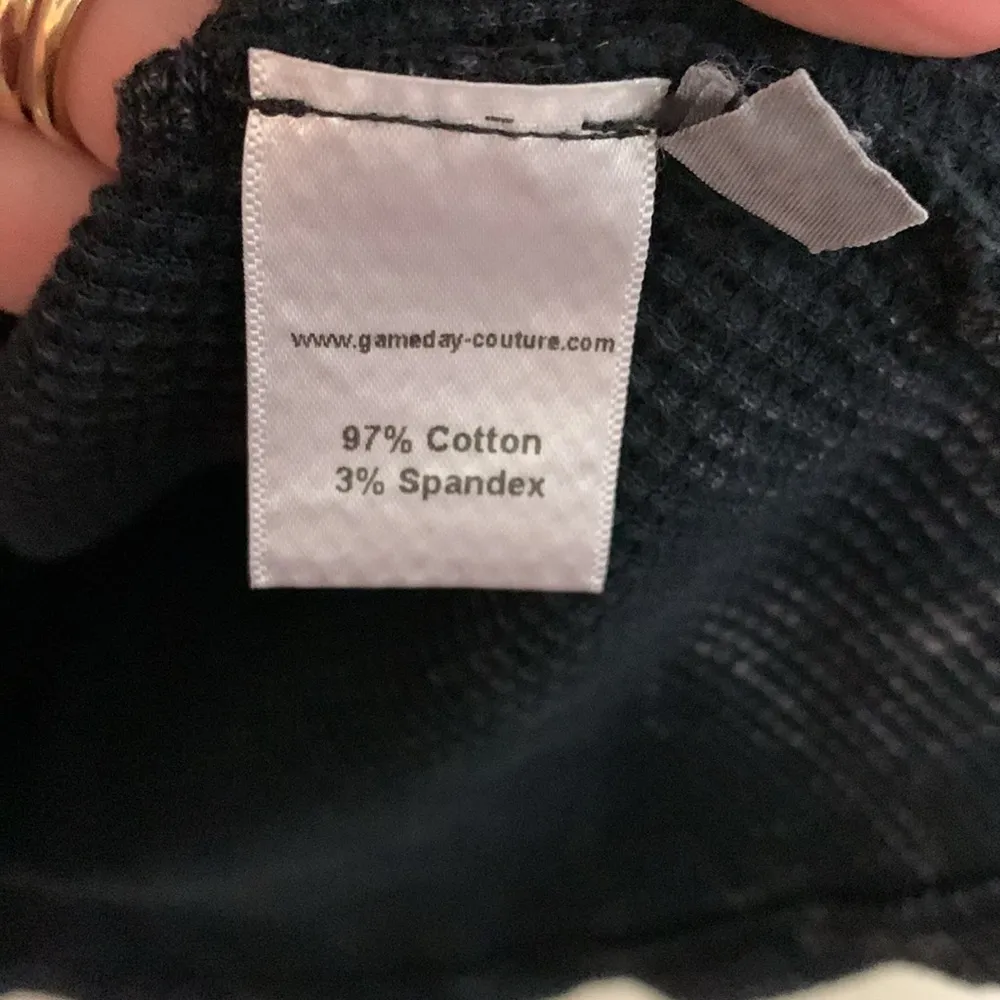 www.gameday-couture.com
97% Cotton
3% Spandex